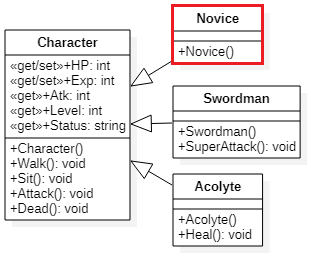 Character
«get/set»+HP: int
«get/set»+Exp: int
«get»+Atk: int
«get»+Level: int
«get»+Status: string
+Character()
+Walk(): void
+Sit(): void
+Attack(): void
+Dead(): void
Novice
+Novice()
Swordman
+Swordman()
+SuperAttack(): void
Acolyte
+Acolyte()
+Heal(): void